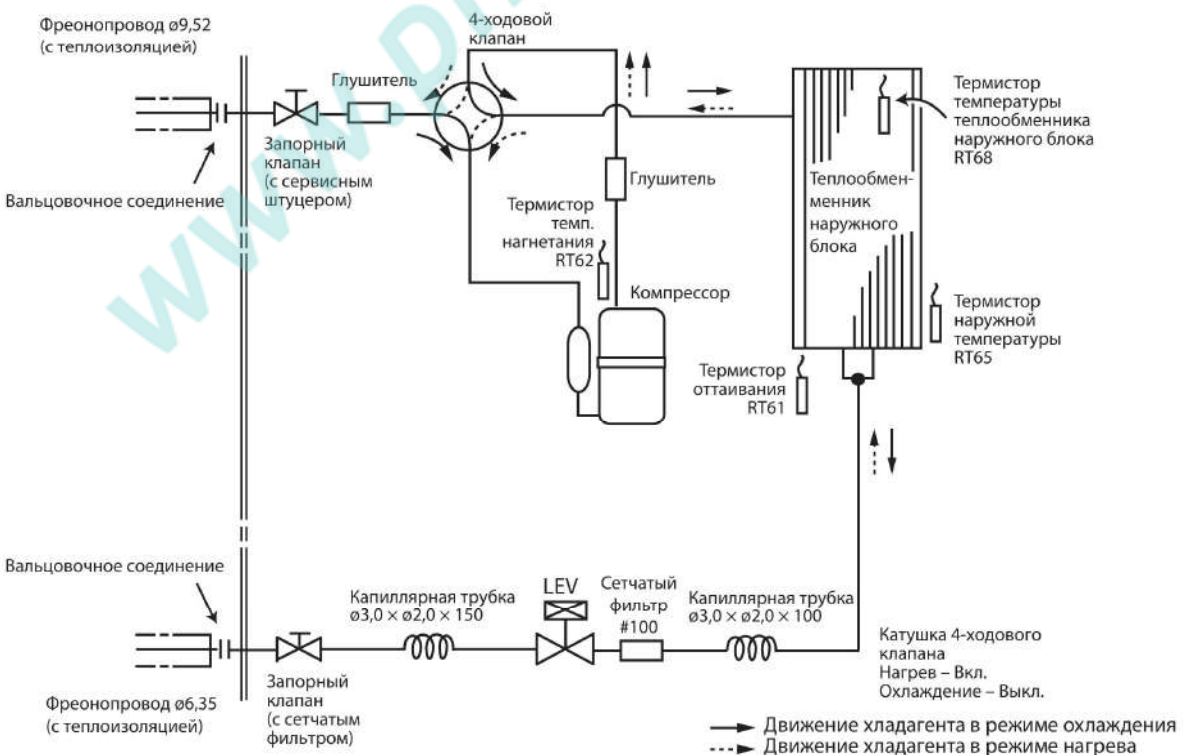 Фреонопровод ø9,52
(с теплоизоляцией)
4-ходовой
клапан
Глушитель
Запорный
клапан
(с сервисным
штуцером)
Вальцовочное соединение
Термистор
температуры
теплообменника
наружного блока
RT68
Глушитель
Теплообмен-
менник
наружного
блока
Термистор
темп.
нагнетания
RT62
Компрессор
Термистор
наружной
температуры
RT65
Термистор
оттаивания
RT61
Вальцовочное соединение
Капиллярная трубка
ø3,0 × ø2,0 × 150
LEV
Сетчатый
фильтр
#100
Капиллярная трубка
ø3,0 × ø2,0 × 100
Катушка 4-ходового
клапана
Нагрев – Вкл.
Охлаждение – Выкл.
Фреонопровод ø6,35
(с теплоизоляцией)
Запорный
клапан
(с сетчатым
фильтром)
Движение хладагента в режиме охлаждения
Движение хладагента в режиме нагрева